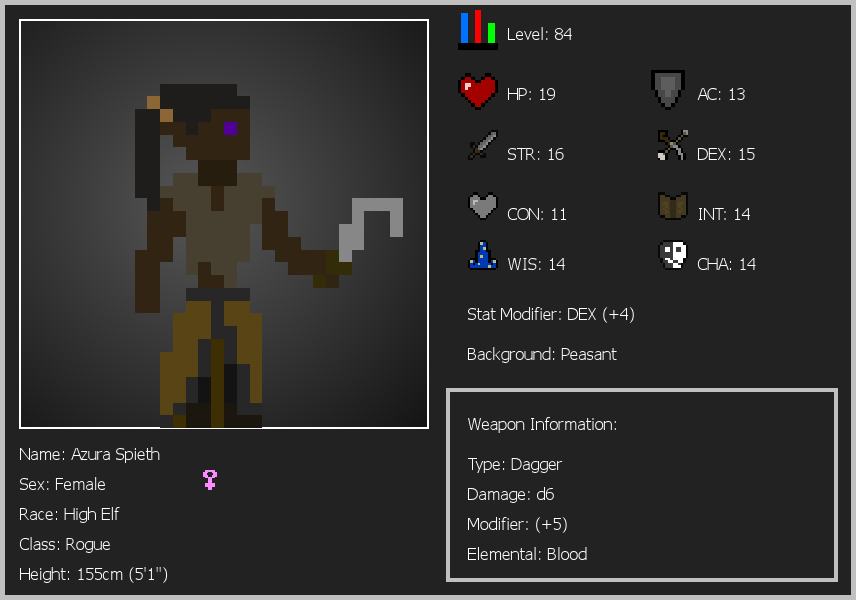 Level: 84
HP: 19
AC: 13
STR: 16
DEX: 15
CON: 11
INT: 14
WIS: 14
CHA: 14
Stat Modifier: DEX (+4)
Background: Peasant
Weapon Information:
Type: Dagger
Damage: d6
Modifier: (+5)
Elemental: Blood
Name: Azura Spieth
Sex: Female
Race: High Elf
Class: Rogue
Height: 155cm (5'1")